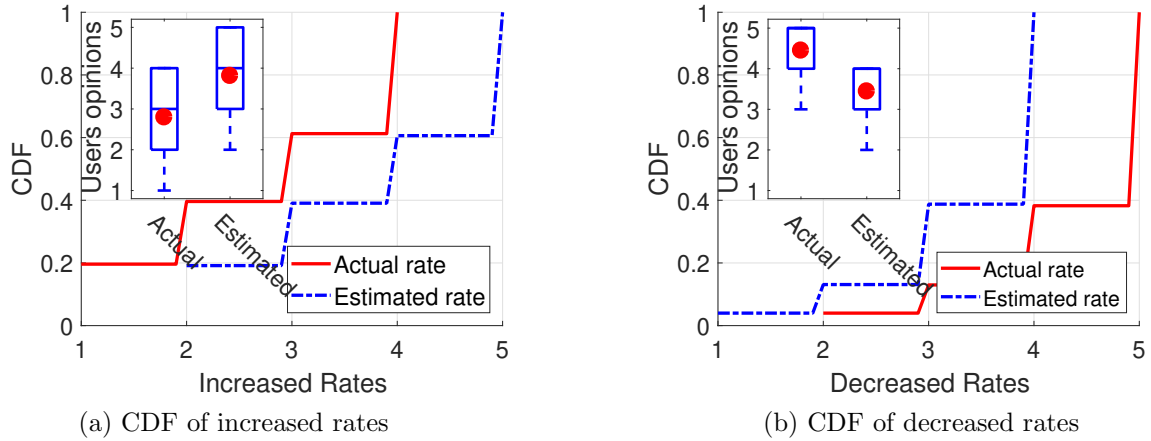 1
0.8
0.6
0.4
0.2
0
CDF
Users opinions
5
4
3
2
1
Actual
Estimated
Actual rate
Estimated rate
1 2 3 4 5
Increased Rates
(a) CDF of increased rates
1
0.8
0.6
0.4
0.2
0
CDF
Users opinions
5
4
3
2
1
Actual
Estimated
Actual rate
Estimated rate
1 2 3 4 5
Decreased Rates
(b) CDF of decreased rates